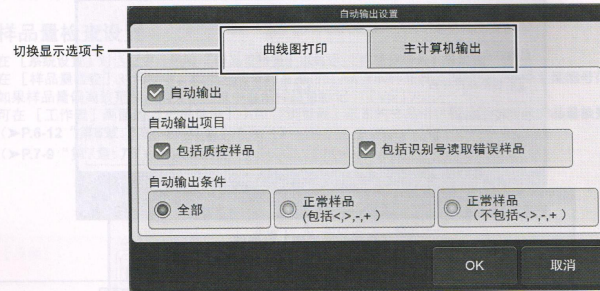 自动输出设置
切换显示选项卡
曲线图打印
主计算机输出
自动输出
自动输出项目
包括质控样品
包括识别号读取错误样品
自动输出条件
全部
正常样品
(包括<,>,-,+ )
正常样品
(不包括<,>,-,+ )
OK
取消